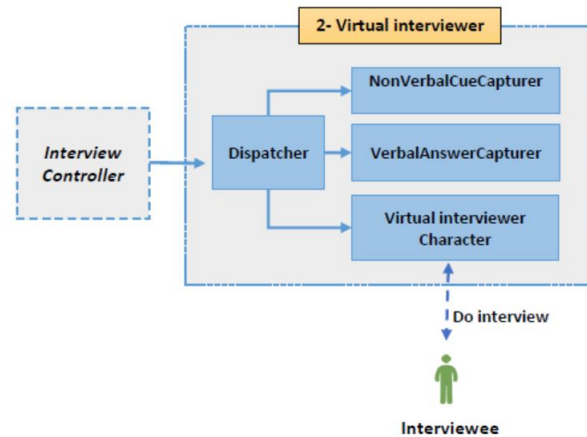 2- Virtual interviewer
NonVerbalCueCapturer
Interview
Controller
Dispatcher
VerbalAnswerCapturer
Virtual interviewer
Character
Do interview
Interviewee